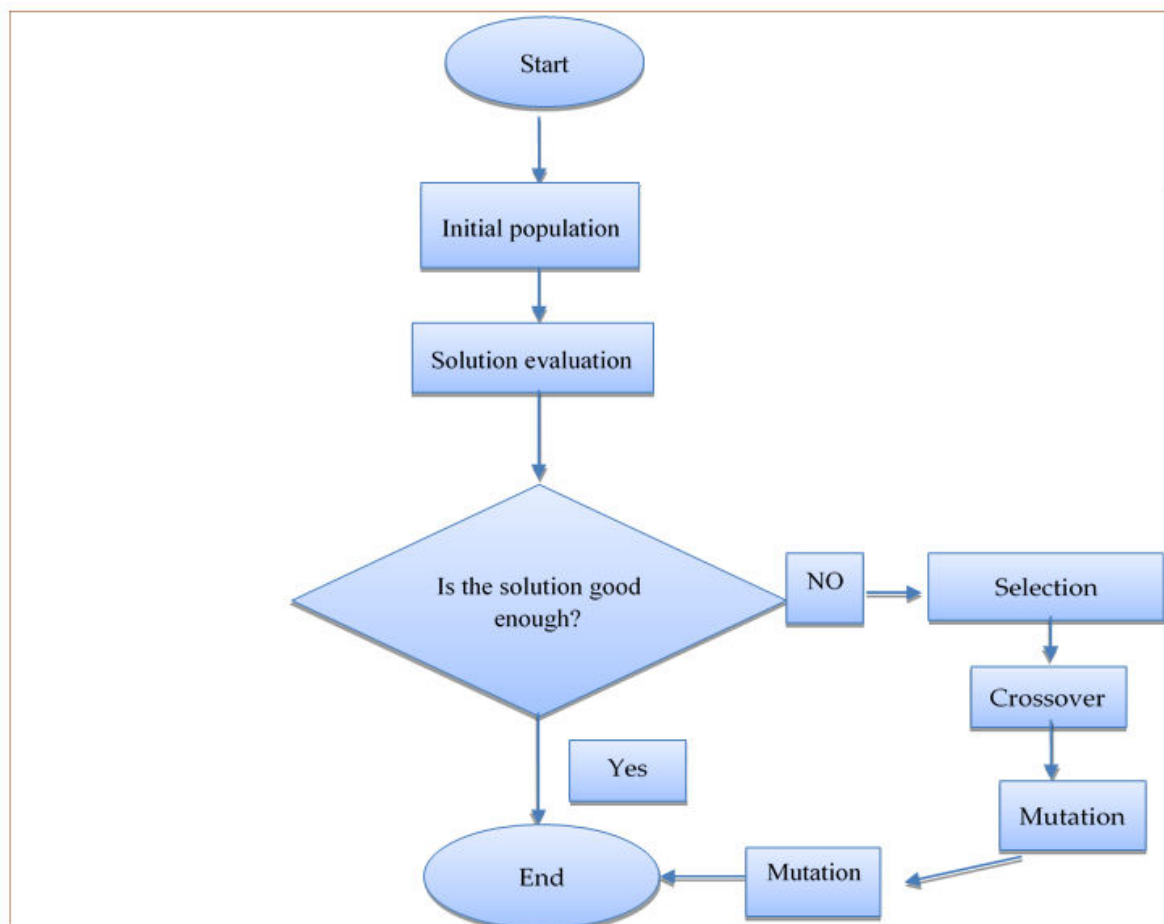 Start
Initial population
Solution evaluation
Is the solution good
enough?
NO
Selection
Crossover
Yes
Mutation
Mutation
End